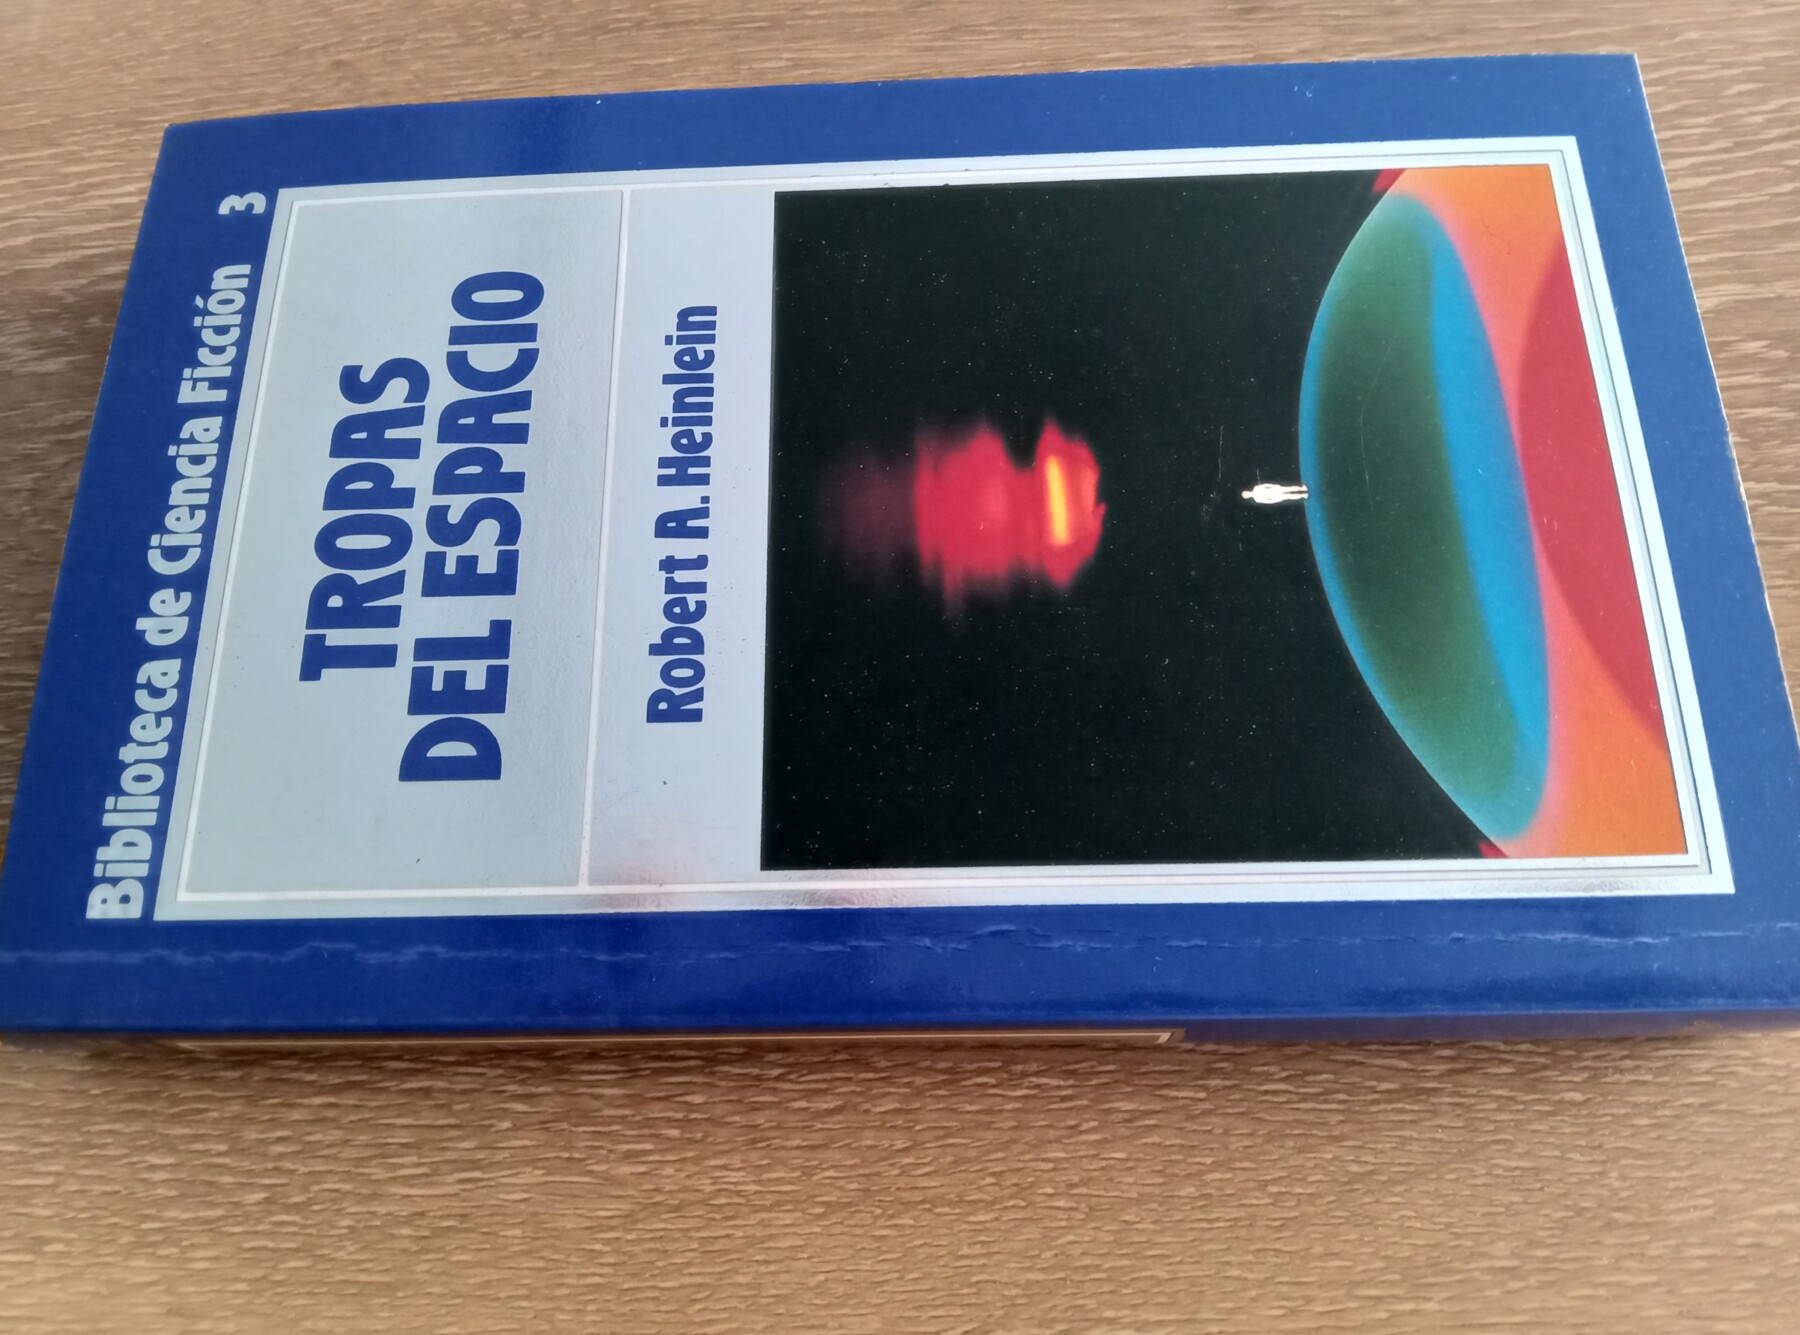 Biblioteca de Ciencia Ficción 3
TROPAS
DEL ESPACIO
Robert A. Heinlein